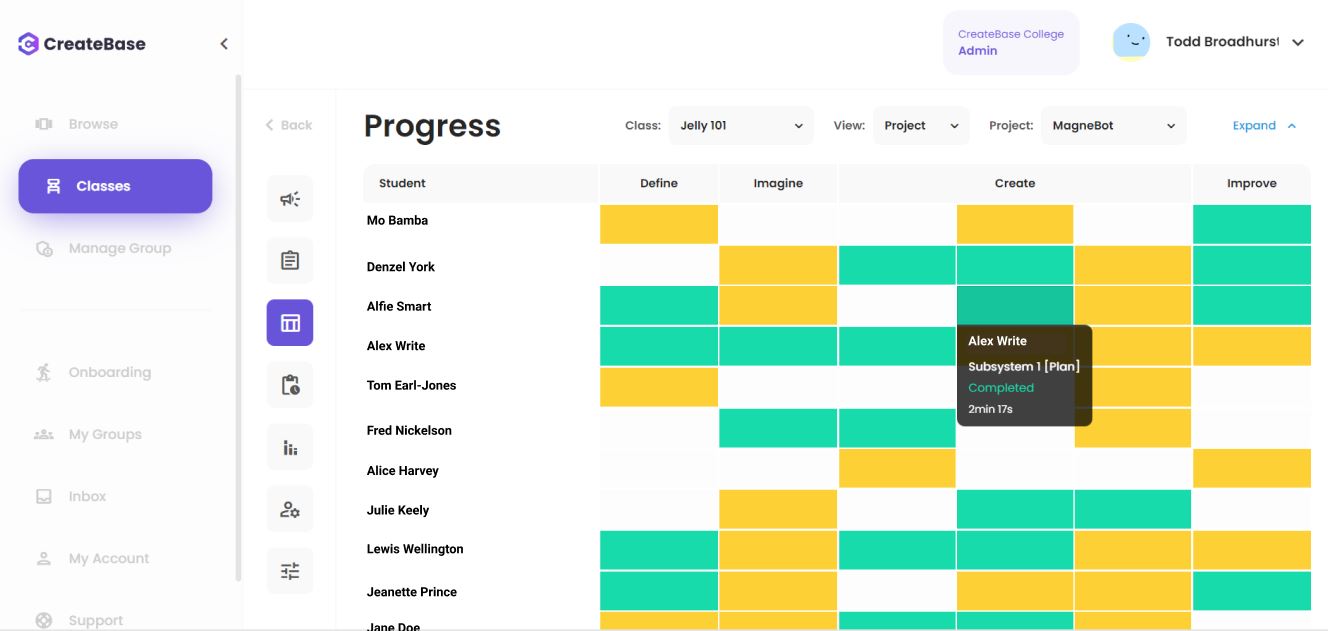 CreateBase
CreateBase College
Admin
Todd Broadhurst
Browse
Classes
Manage Group
Onboarding
My Groups
Inbox
My Account
Support
Back
Progress
Class: Jelly 101
View: Project
Project: MagneBot
Expand
Student Define Imagine Create Improve
Mo Bamba
Denzel York
Alfie Smart
Alex Write
Tom Earl-Jones
Fred Nickelson
Alice Harvey
Julie Keely
Lewis Wellington
Jeanette Prince
Jane Doe
Alex Write
Subsystem 1 [Plan]
Completed
2min 17s